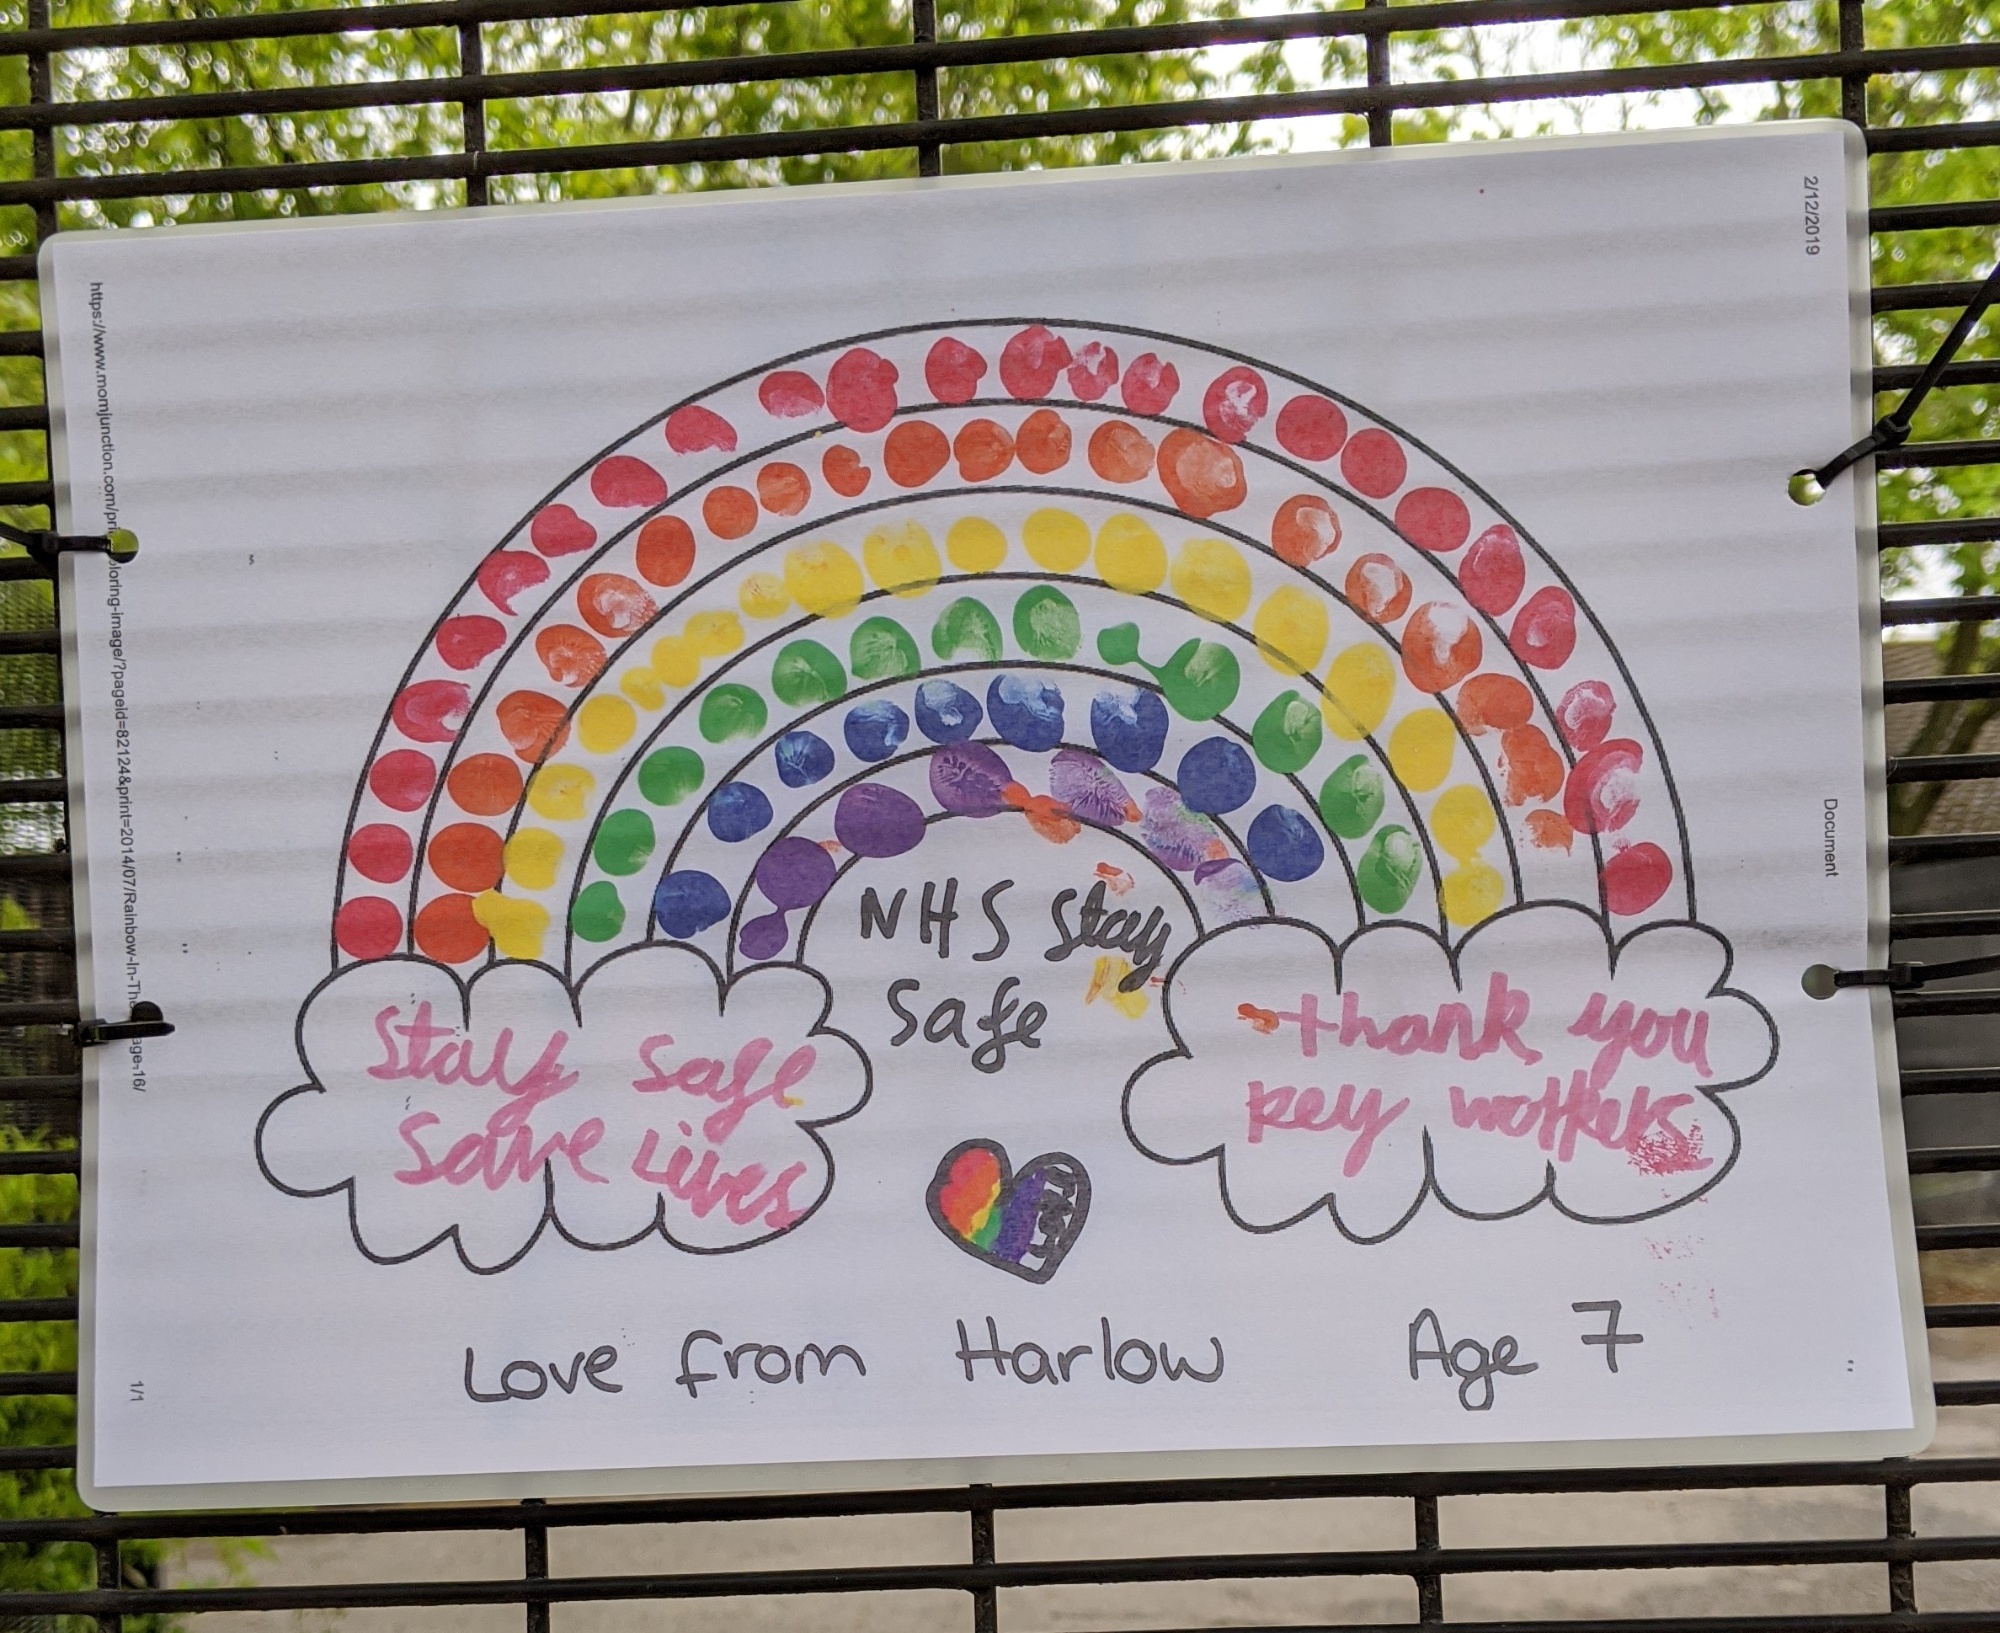 2/12/2019
Document
NHS Stay
Safe
Stay Safe
Save Lives
thank you
key workers
Love from Harlow Age 7
1/1